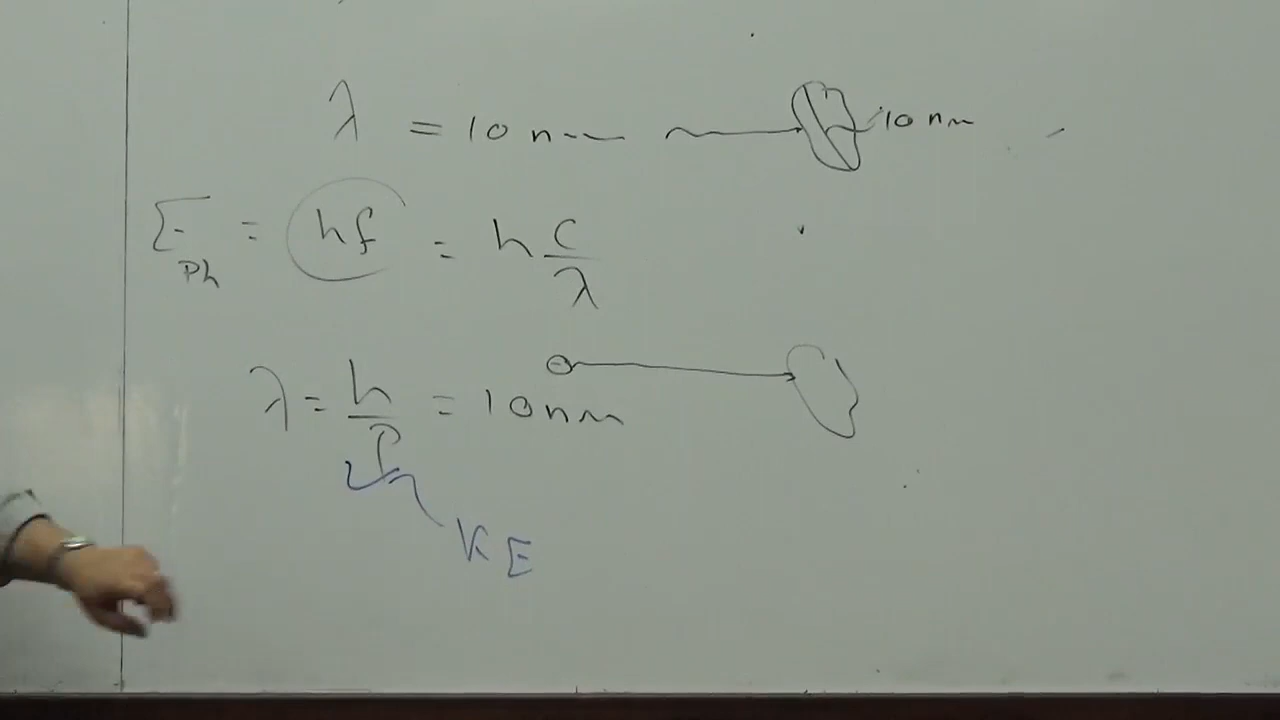 λ = 10 nm 10 nm
E_Ph = hf = h c/λ
λ = h/P = 10 nm
KE